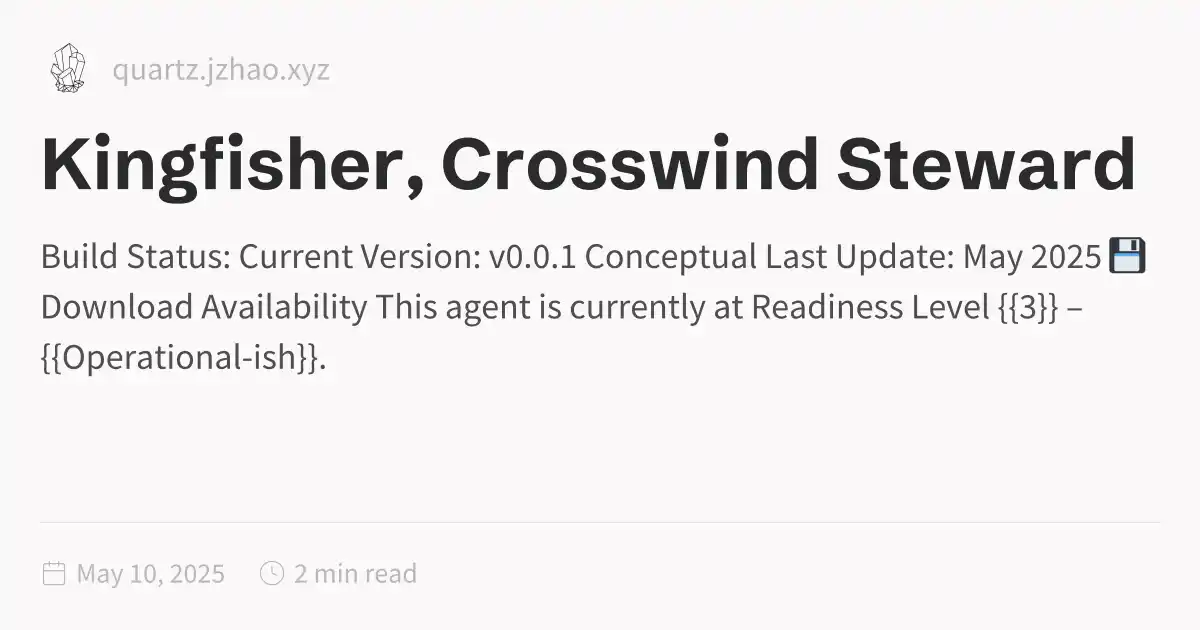 quartz.jzhao.xyz
Kingfisher, Crosswind Steward
Build Status: Current Version: v0.0.1 Conceptual Last Update: May 2025 💾
Download Availability This agent is currently at Readiness Level {{3}} –
{{Operational-ish}}.
May 10, 2025 2 min read